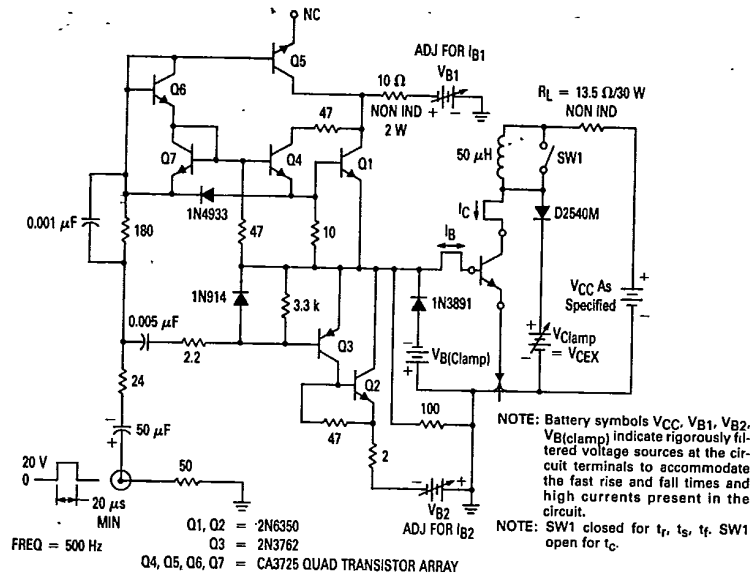 NC
Q5
ADJ FOR IB1
VB1
Q6
10 Ω
NON IND
2 W
+ −
RL = 13.5 Ω/30 W
NON IND
47
50 μH
SW1
Q7
Q4
Q1
1N4933
IC
D2540M
0.001 μF
180
47
10
IB
VCC As
Specified
+
−
1N914
3.3 k
1N3891
0.005 μF
2.2
Q3
−
+
VB(Clamp)
+
−
VClamp
= VCEX
Q2
24
47
100
2
−
+
50 μF
20 V
0
20 μs
MIN
50
− +
VB2
ADJ FOR IB2
FREQ = 500 Hz
Q1, Q2 = 2N6350
Q3 = 2N3762
Q4, Q5, Q6, Q7 = CA3725 QUAD TRANSISTOR ARRAY
NOTE: Battery symbols VCC, VB1, VB2,
VB(clamp) indicate rigorously fil-
tered voltage sources at the cir-
cuit terminals to accommodate
the fast rise and fall times and
high currents present in the
circuit.
NOTE: SW1 closed for tr, ts, tf. SW1
open for tc.